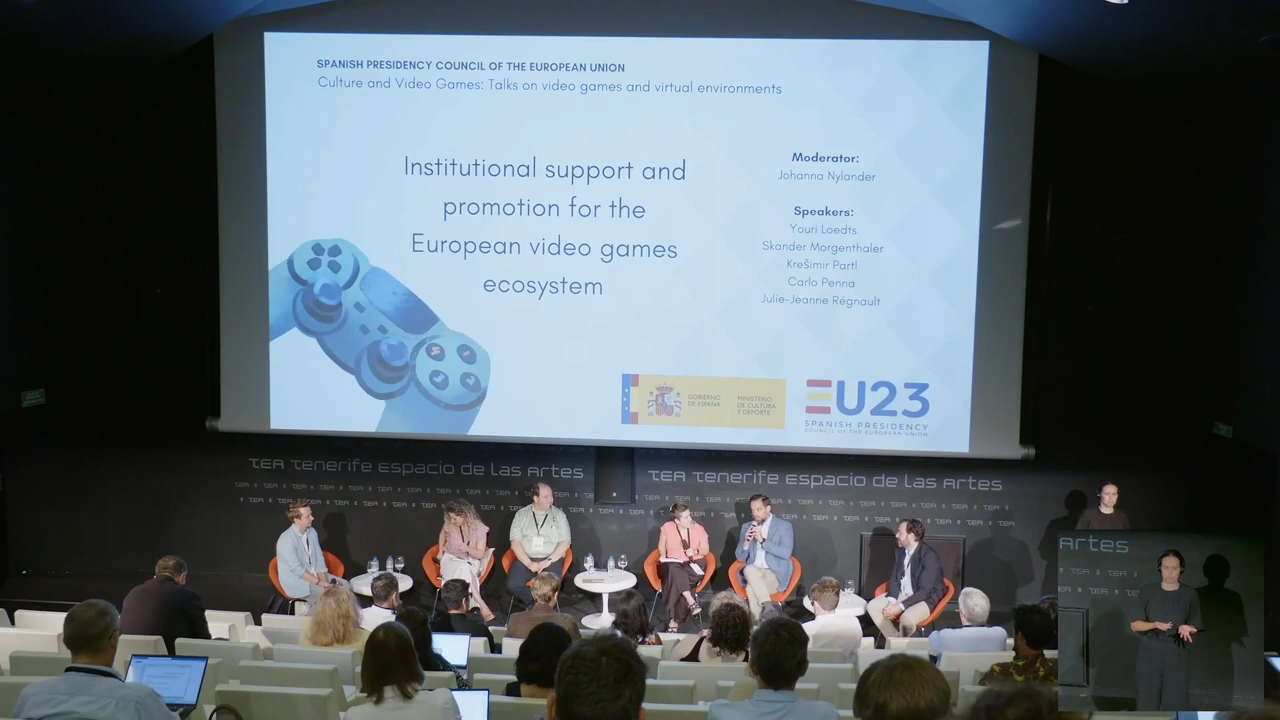 SPANISH PRESIDENCY COUNCIL OF THE EUROPEAN UNION
Culture and Video Games: Talks on video games and virtual environments
Institutional support and
promotion for the
European video games
ecosystem
Moderator:
Johanna Nylander
Speakers:
Youri Loedts
Skander Morgenthaler
KreŠimir Partl
Carlo Penna
Julie-Jeanne Régnault
GOBIERNO
DE ESPAÑA
MINISTERIO
DE CULTURA
Y DEPORTE
EU23
SPANISH PRESIDENCY
COUNCIL OF THE EUROPEAN UNION
TEA Tenerife Espacio de las Artes
TEA Tenerife Espacio de las Artes
Artes